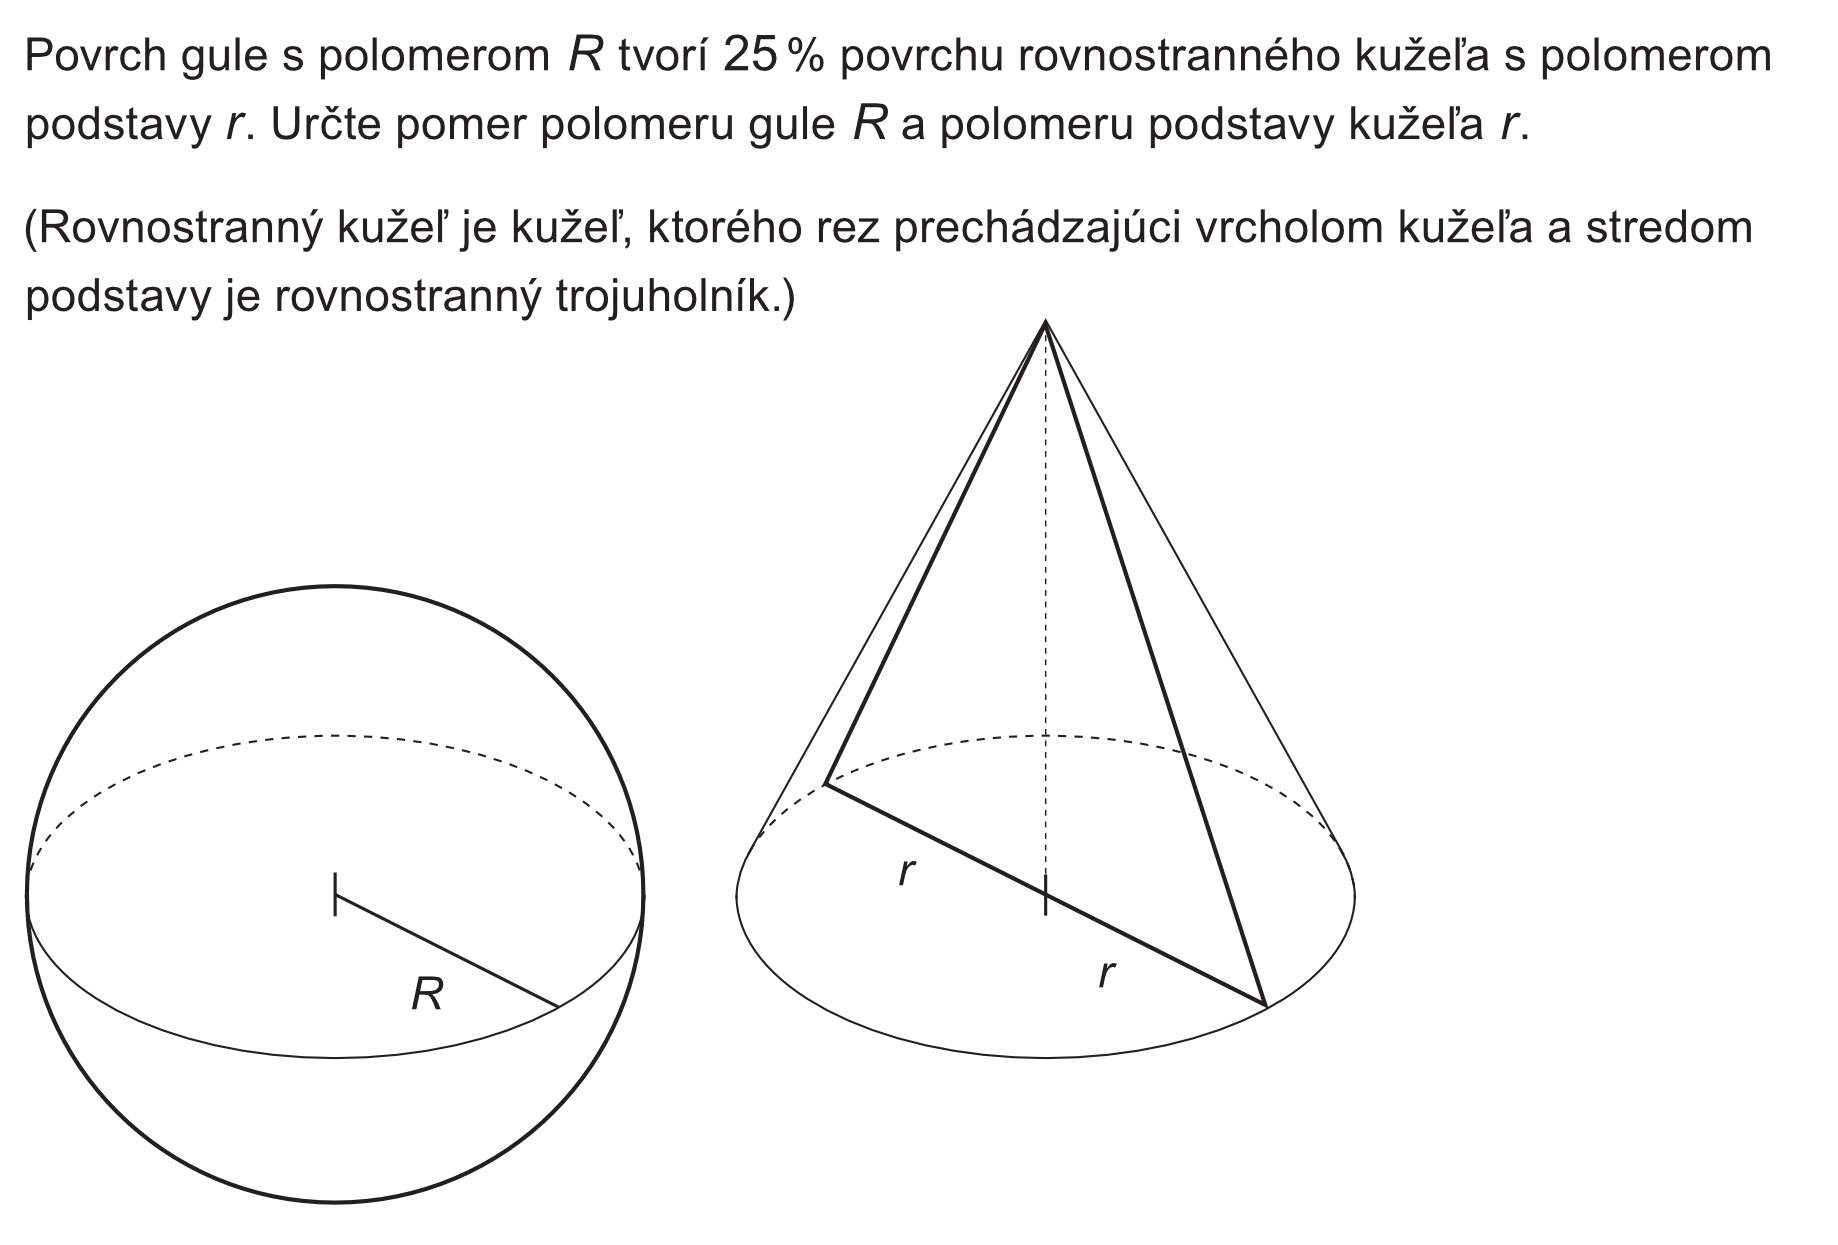 Povrch gule s polomerom R tvorí 25 % povrchu rovnostranného kužeľa s polomerom
podstavy r. Určte pomer polomeru gule R a polomeru podstavy kužeľa r.
(Rovnostranný kužeľ je kužeľ, ktorého rez prechádzajúci vrcholom kužeľa a stredom
podstavy je rovnostranný trojuholník.)
r
r
R